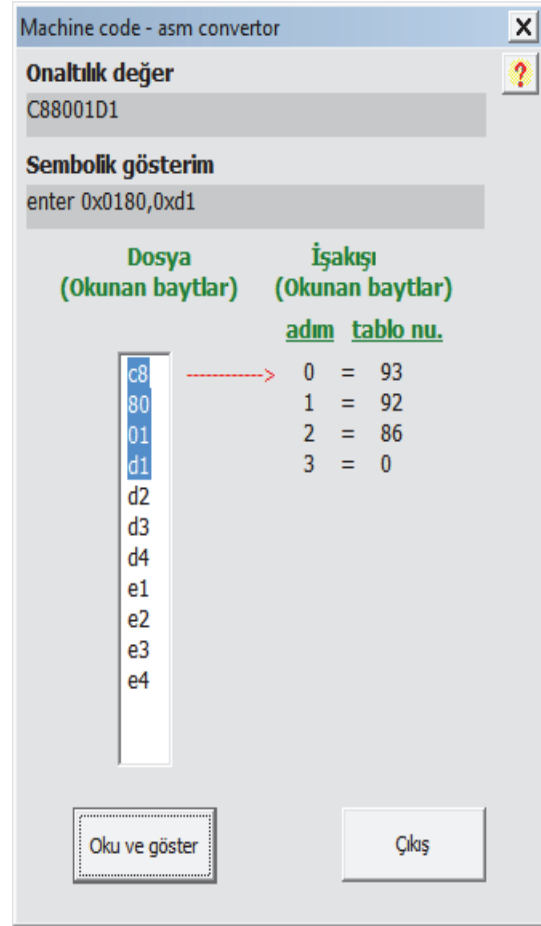 Machine code - asm convertor
X
Onaltılık değer
?
C88001D1
Sembolik gösterim
enter 0x0180,0xd1
Dosya İşakışı
(Okunan baytlar) (Okunan baytlar)
adım tablo nu.
c8 -----------> 0 = 93
80 1 = 92
01 2 = 86
d1 3 = 0
d2
d3
d4
e1
e2
e3
e4
Oku ve göster Çıkış